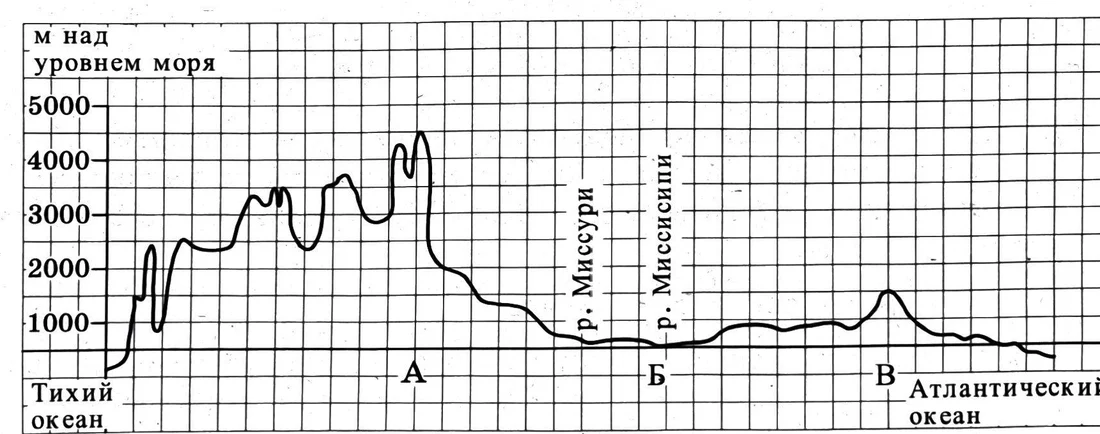 м над
уровнем моря
5000
4000
3000
2000
1000
р. Миссури
р. Миссисипи
А
Б
В
Тихий
океан
Атлантический
океан